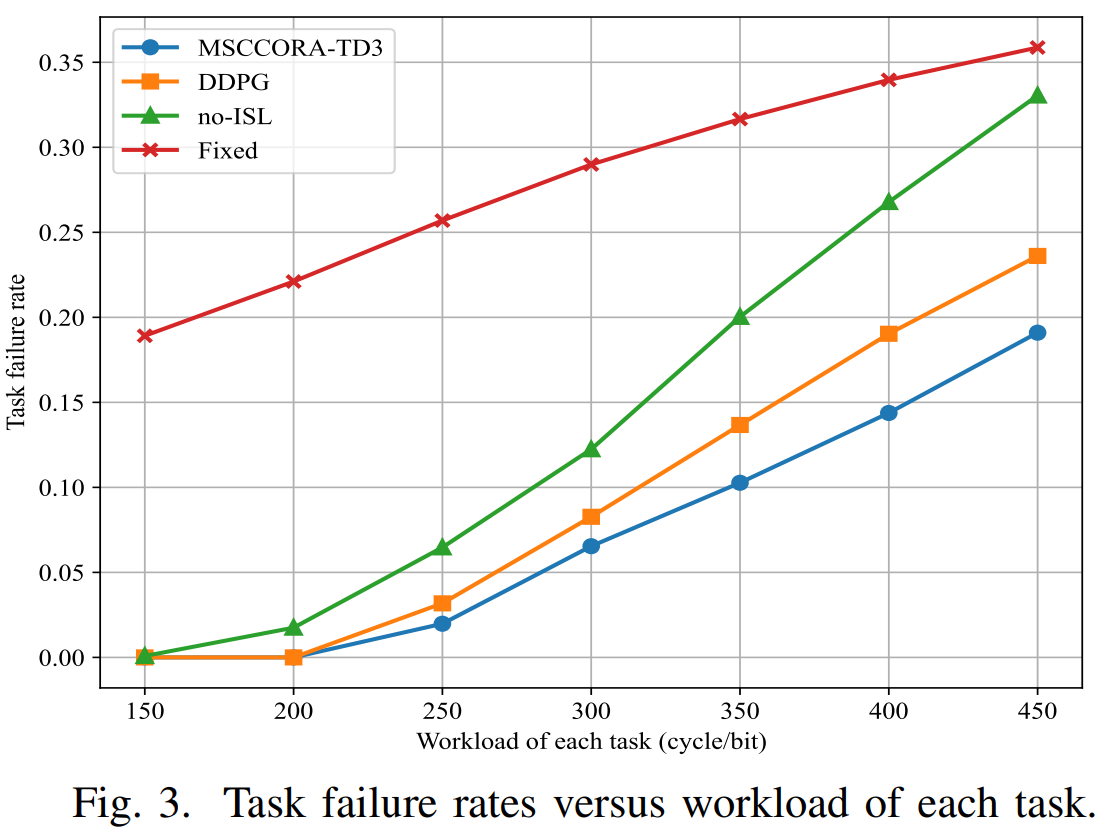 MSCCORA-TD3
DDPG
no-ISL
Fixed
Task failure rate
0.35
0.30
0.25
0.20
0.15
0.10
0.05
0.00
150 200 250 300 350 400 450
Workload of each task (cycle/bit)
Fig. 3. Task failure rates versus workload of each task.